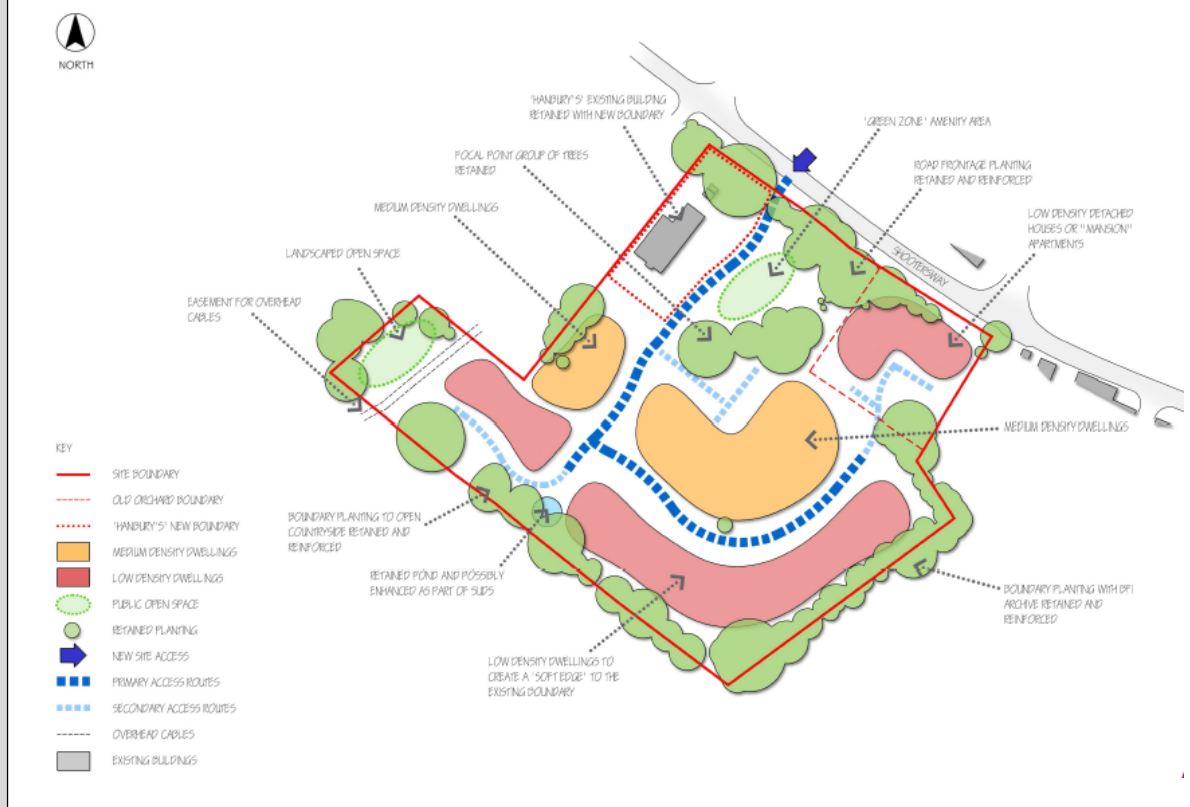 NORTH
'HANBURY'S' EXISTING BUILDING
RETAINED WITH NEW BOUNDARY
'GREEN ZONE' AMENITY AREA
FOCAL POINT GROUP OF TREES
RETAINED
ROAD FRONTAGE PLANTING
RETAINED AND REINFORCED
MEDIUM DENSITY DWELLINGS
LOW DENSITY DETACHED
HOUSES OR "MANSION"
APARTMENTS
LANDSCAPED OPEN SPACE
SHOOTERSWAY
EASEMENT FOR OVERHEAD
CABLES
MEDIUM DENSITY DWELLINGS
KEY
SITE BOUNDARY
OLD ORCHARD BOUNDARY
'HANBURY'S' NEW BOUNDARY
MEDIUM DENSITY DWELLINGS
LOW DENSITY DWELLINGS
PUBLIC OPEN SPACE
RETAINED PLANTING
NEW SITE ACCESS
PRIMARY ACCESS ROUTES
SECONDARY ACCESS ROUTES
OVERHEAD CABLES
EXISTING BUILDINGS
BOUNDARY PLANTING TO OPEN
COUNTRYSIDE RETAINED AND
REINFORCED
RETAINED POND AND POSSIBLY
ENHANCED AS PART OF SUDS
BOUNDARY PLANTING WITH BFI
ARCHIVE RETAINED AND
REINFORCED
LOW DENSITY DWELLINGS TO
CREATE A 'SOFT EDGE' TO THE
EXISTING BOUNDARY